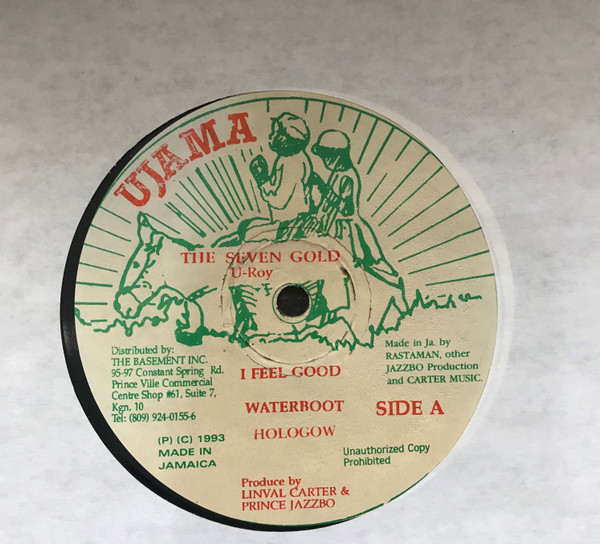 UJAMA
THE SEVEN GOLD
U-Roy
Distributed by:
THE BASEMENT INC.
95-97 Constant Spring Rd.
Prince Ville Commercial
Centre Shop #61, Suite 7,
Kgn. 10
Tel: (809) 924-0155-6
Made in Ja. by
RASTAMAN, other
JAZZBO Production
and CARTER MUSIC.
I FEEL GOOD
WATERBOOT
SIDE A
HOLOGOW
(P) (C) 1993
MADE IN
JAMAICA
Unauthorized Copy
Prohibited
Produce by
LINVAL CARTER &
PRINCE JAZZBO